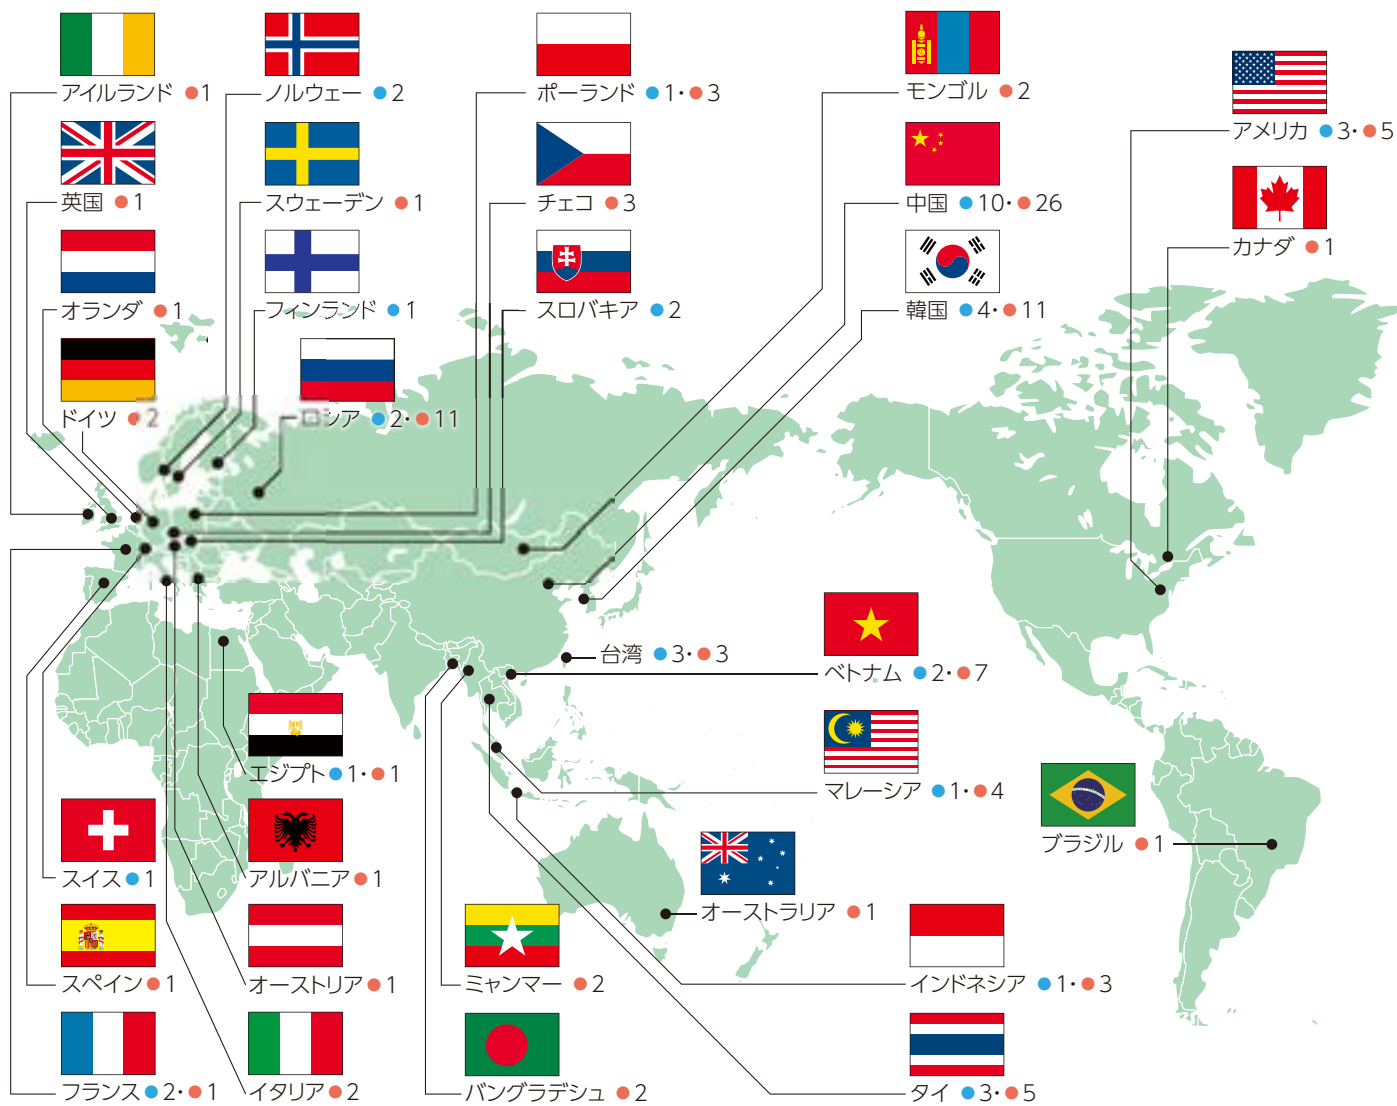 アイルランド ●1
ノルウェー ●2
ポーランド ●1・●3
モンゴル ●2
アメリカ ●3・●5
英国 ●1
スウェーデン ●1
チェコ ●3
中国 ●10・●26
カナダ ●1
オランダ ●1
フィンランド ●1
スロバキア ●2
韓国 ●4・●11
ドイツ ●2
ロシア ●2・●11
台湾 ●3・●3
ベトナム ●2・●7
エジプト ●1・●1
マレーシア ●1・●4
ブラジル ●1
スイス ●1
アルバニア ●1
オーストラリア ●1
スペイン ●1
オーストリア ●1
ミャンマー ●2
インドネシア ●1・●3
フランス ●2・●1
イタリア ●2
バングラデシュ ●2
タイ ●3・●5